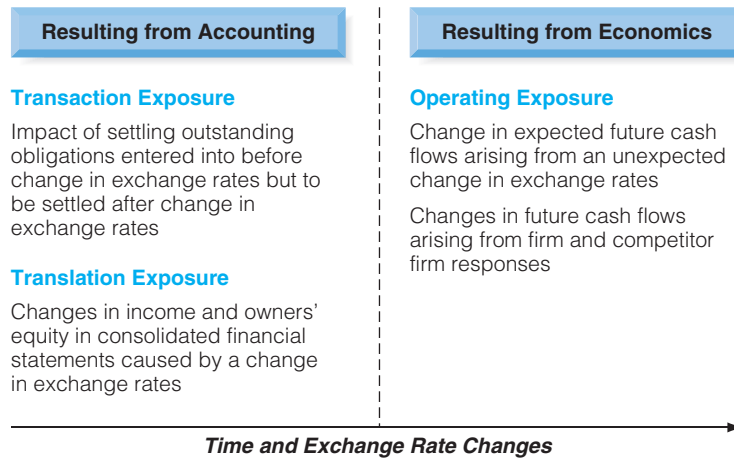 Resulting from Accounting
Transaction Exposure
Impact of settling outstanding
obligations entered into before
change in exchange rates but to
be settled after change in
exchange rates
Translation Exposure
Changes in income and owners’
equity in consolidated financial
statements caused by a change
in exchange rates
Resulting from Economics
Operating Exposure
Change in expected future cash
flows arising from an unexpected
change in exchange rates
Changes in future cash flows
arising from firm and competitor
firm responses
Time and Exchange Rate Changes